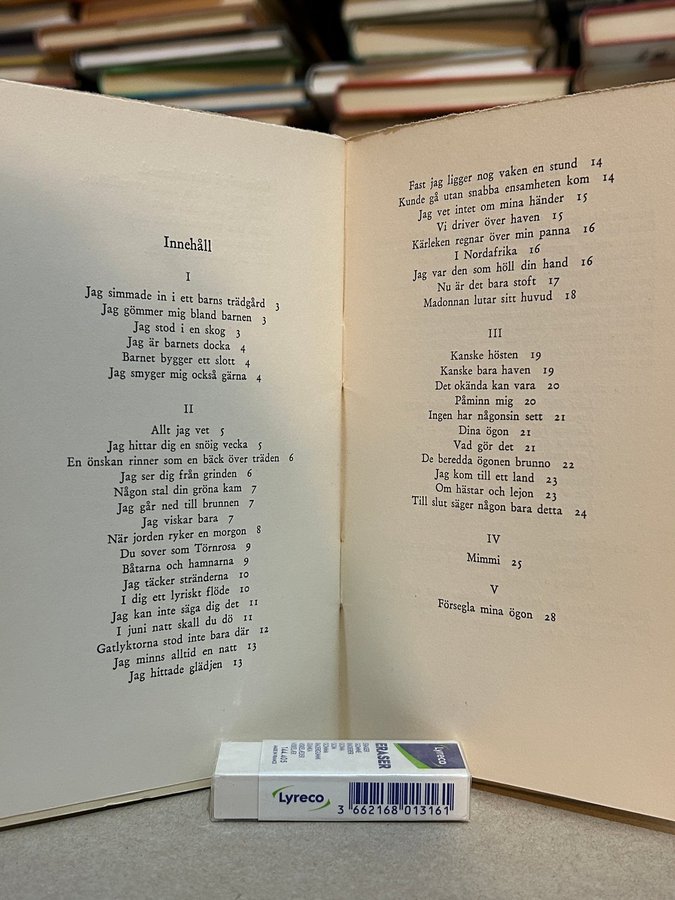 Innehåll
I
Jag simmade in i ett barns trädgård 3
Jag gömmer mig bland barnen 3
Jag stod i en skog 3
Jag är barnets docka 4
Barnet bygger ett slott 4
Jag smyger mig också gärna 4
II
Allt jag vet 5
Jag hittar dig en snöig vecka 5
En önskan rinner som en bäck över träden 6
Jag ser dig från grinden 6
Någon stal din gröna kam 7
Jag går ned till brunnen 7
Jag viskar bara 7
När jorden ryker en morgon 8
Du sover som Törnrosa 9
Båtarna och hamnarna 9
Jag täcker stränderna 10
I dig ett lyriskt flöde 10
Jag kan inte säga dig det 11
I juni natt skall du dö 11
Gatlyktorna stod inte bara där 12
Jag minns alltid en natt 13
Jag hittade glädjen 13
Fast jag ligger nog vaken en stund 14
Kunde gå utan snabba ensamheten kom 14
Jag vet intet om mina händer 15
Vi driver över haven 15
Kärleken regnar över min panna 16
I Nordafrika 16
Jag var den som höll din hand 16
Nu är det bara stoft 17
Madonnan lutar sitt huvud 18
III
Kanske hösten 19
Kanske bara haven 19
Det okända kan vara 20
Påminn mig 20
Ingen har någonsin sett 21
Dina ögon 21
Vad gör det 21
De beredda ögonen brunno 22
Jag kom till ett land 23
Om hästar och lejon 23
Till slut säger någon bara detta 24
IV
Mimmi 25
V
Försegla mina ögon 28
Lyreco
ERASER
144.405
Lyreco
3 662168 013161